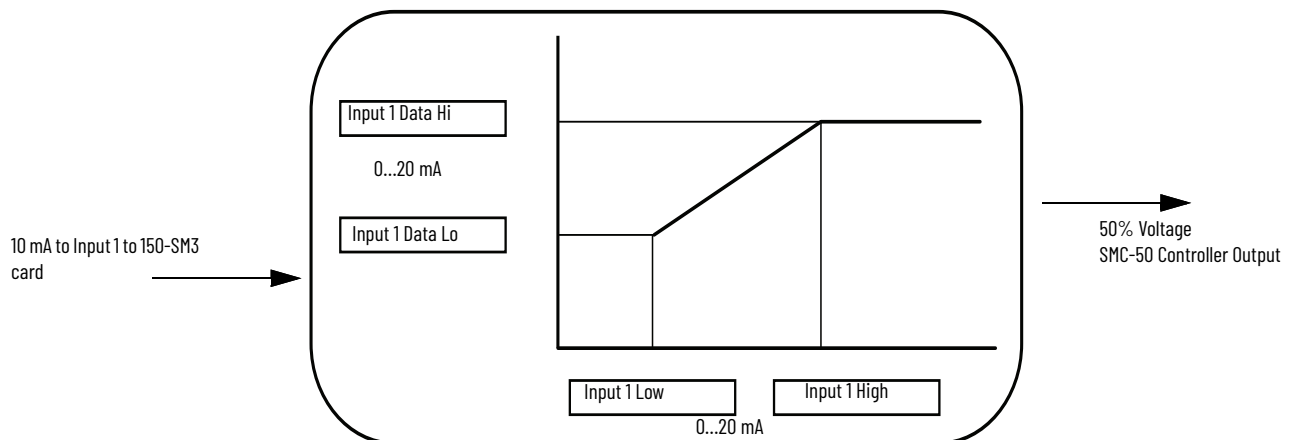 Input 1 Data Hi
0...20 mA
Input 1 Data Lo
10 mA to Input 1 to 150-SM3
card
50% Voltage
SMC-50 Controller Output
Input 1 Low
Input 1 High
0...20 mA